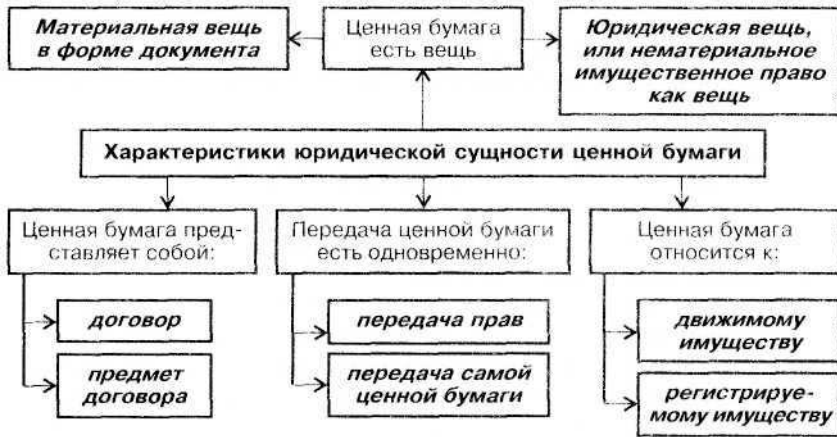 Материальная вещь
в форме документа
Ценная бумага
есть вещь
Юридическая вещь,
или нематериальное
имущественное право
как вещь
Характеристики юридической сущности ценной бумаги
Ценная бумага пред-
ставляет собой:
договор
предмет
договора
Передача ценной бумаги
есть одновременно:
передача прав
передача самой
ценной бумаги
Ценная бумага
относится к:
движимому
имуществу
регистрируе-
мому имуществу